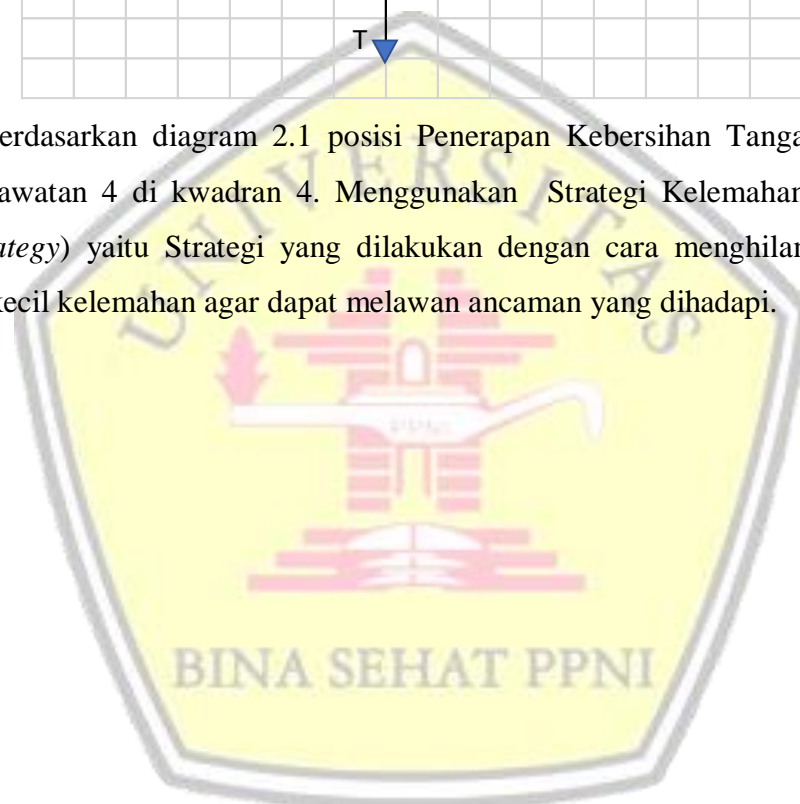 T
erdasarkan diagram 2.1 posisi Penerapan Kebersihan Tanga
awatan 4 di kwadran 4. Menggunakan Strategi Kelemahan
ategy) yaitu Strategi yang dilakukan dengan cara menghilan
kecil kelemahan agar dapat melawan ancaman yang dihadapi.
UNIVERSITAS
BINA SEHAT PPNI